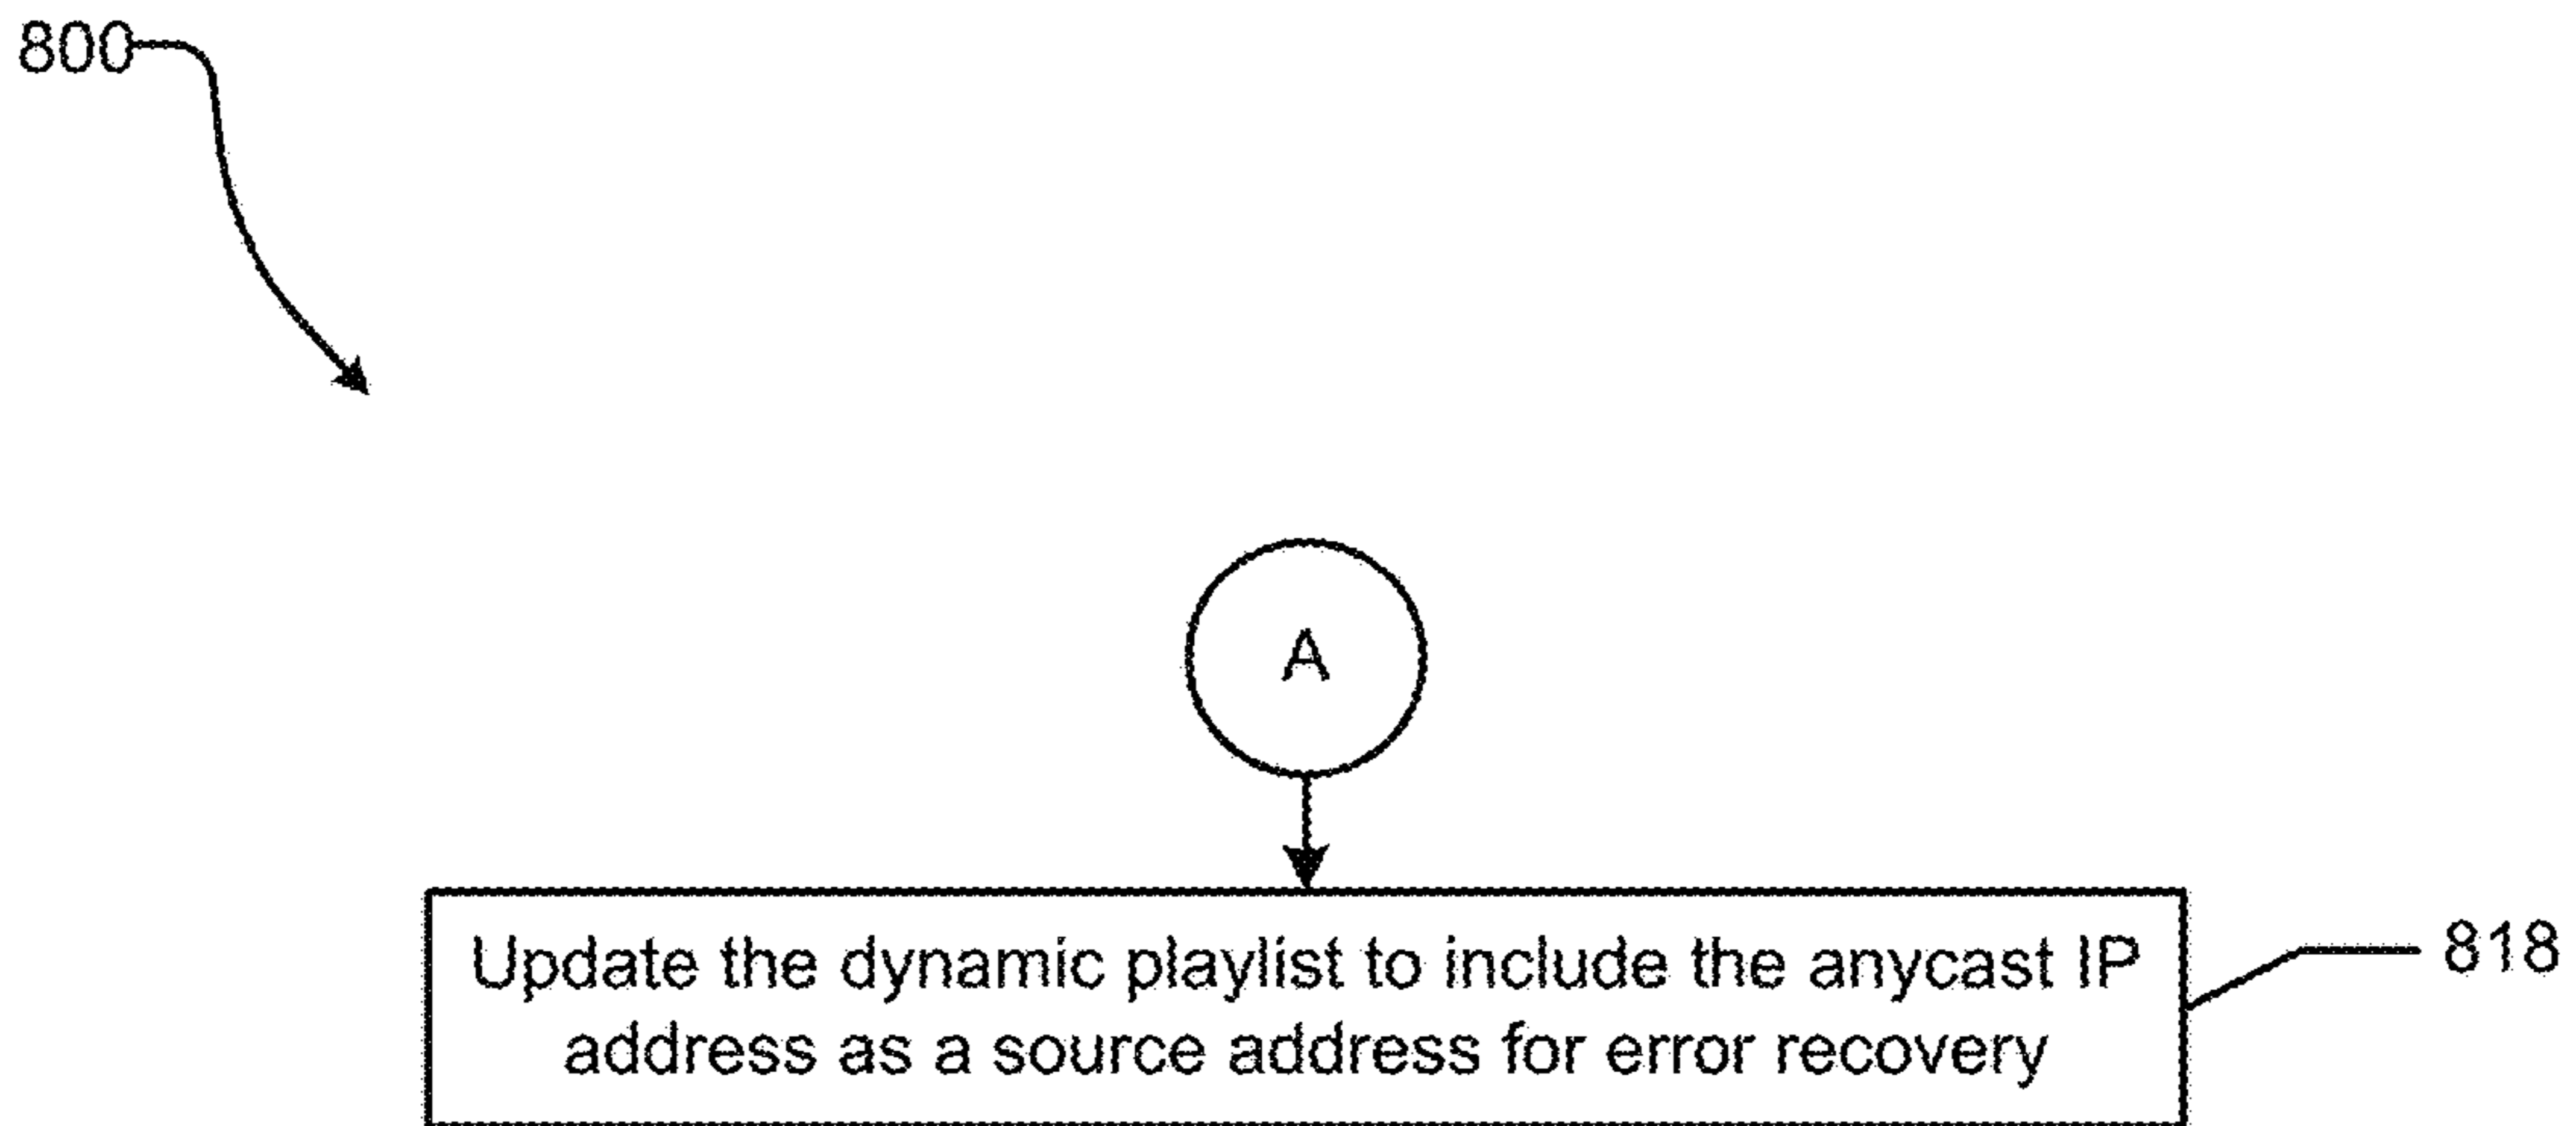 800
A
Update the dynamic playlist to include the anycast IP
address as a source address for error recovery
818